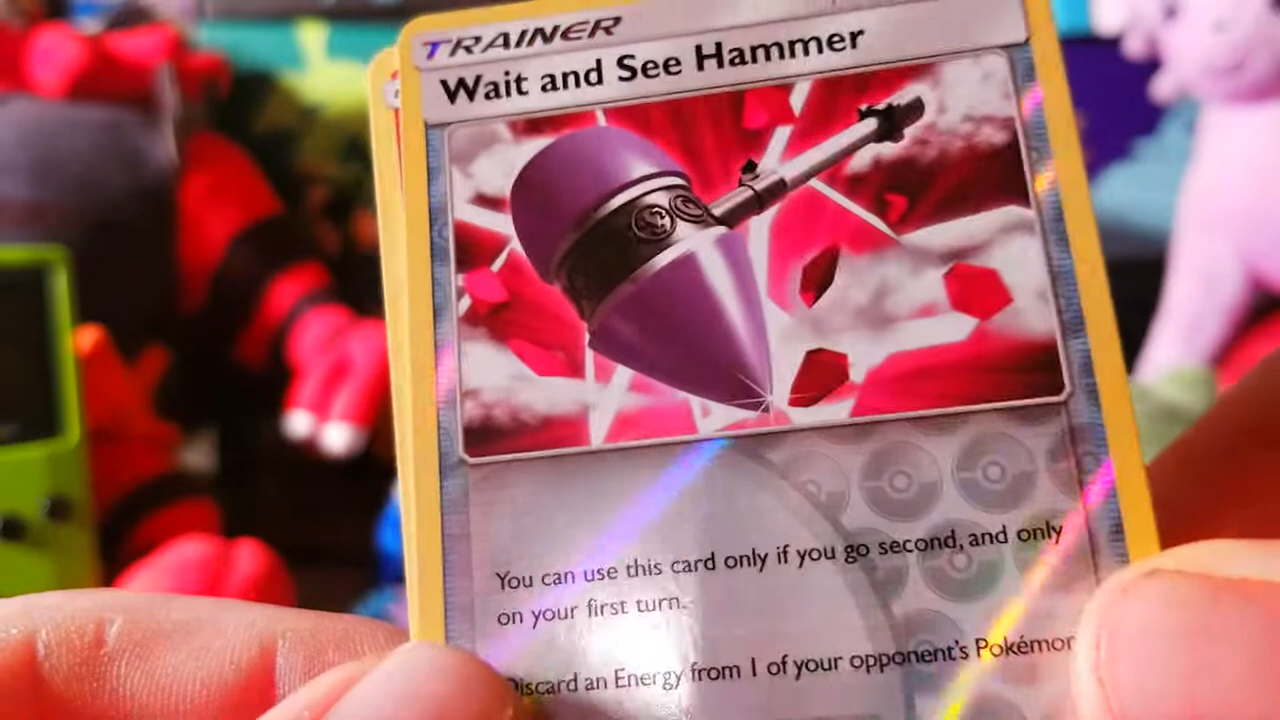 TRAINER
Wait and See Hammer
You can use this card only if you go second, and only
on your first turn.
Discard an Energy from 1 of your opponent's Pokémon